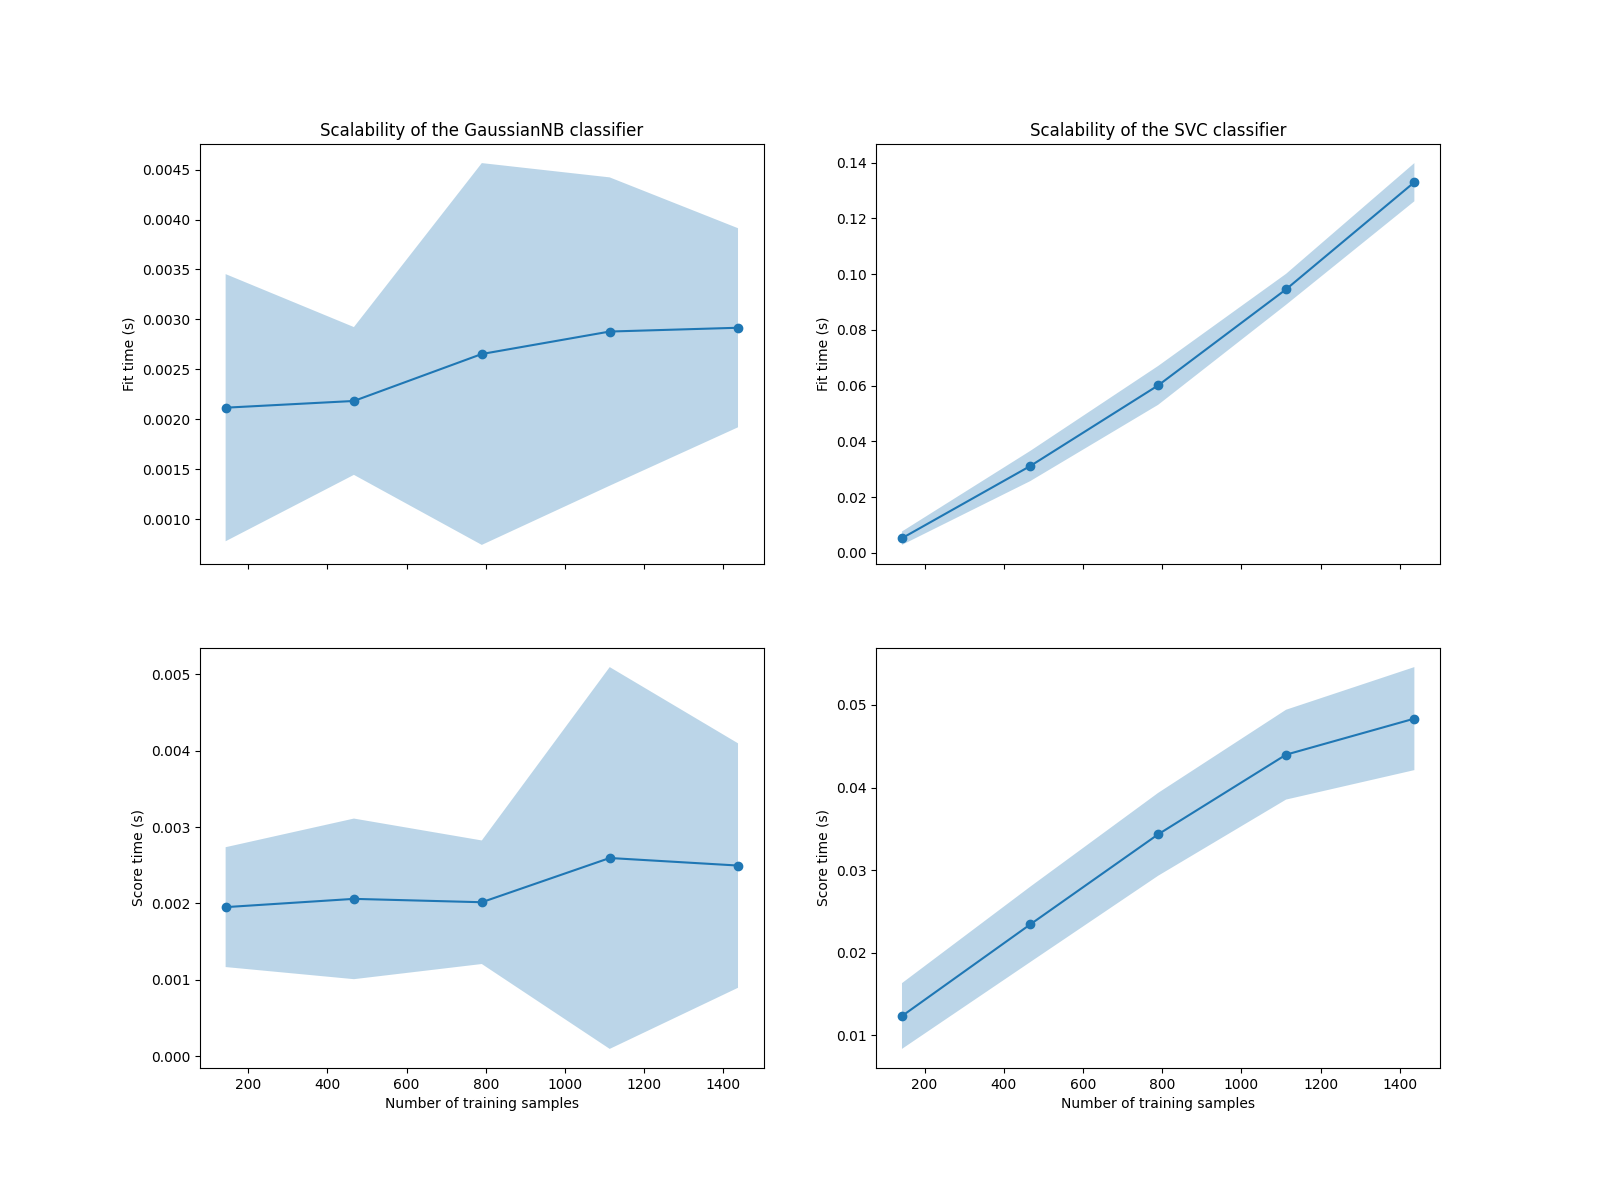 Scalability of the GaussianNB classifier
Fit time (s)
0.0045
0.0040
0.0035
0.0030
0.0025
0.0020
0.0015
0.0010
Scalability of the SVC classifier
Fit time (s)
0.14
0.12
0.10
0.08
0.06
0.04
0.02
0.00
Score time (s)
0.005
0.004
0.003
0.002
0.001
0.000
200 400 600 800 1000 1200 1400
Number of training samples
Score time (s)
0.05
0.04
0.03
0.02
0.01
200 400 600 800 1000 1200 1400
Number of training samples